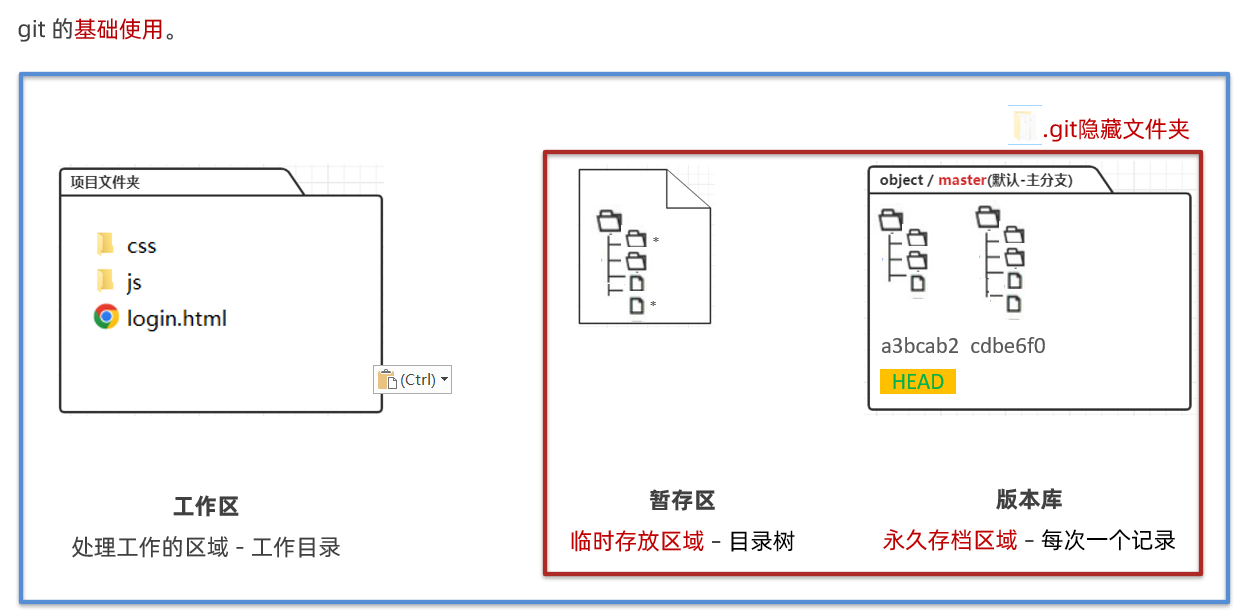 git 的基础使用。
.git隐藏文件夹
项目文件夹
css
js
login.html
(Ctrl)
*
*
object / master(默认-主分支)
a3bcab2 cdbe6f0
HEAD
工作区
处理工作的区域 - 工作目录
暂存区
临时存放区域 - 目录树
版本库
永久存档区域 - 每次一个记录